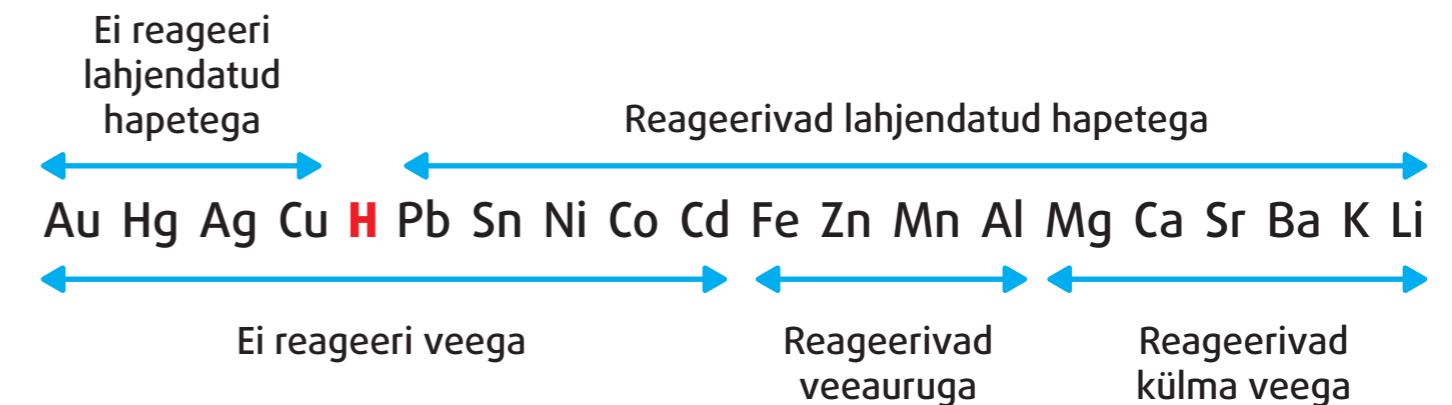 Ei reageeri
lahjendatud
hapetega
Reageerivad lahjendatud hapetega
Au Hg Ag Cu H Pb Sn Ni Co Cd Fe Zn Mn Al Mg Ca Sr Ba K Li
Ei reageeri veega
Reageerivad
veeauruga
Reageerivad
külma veega